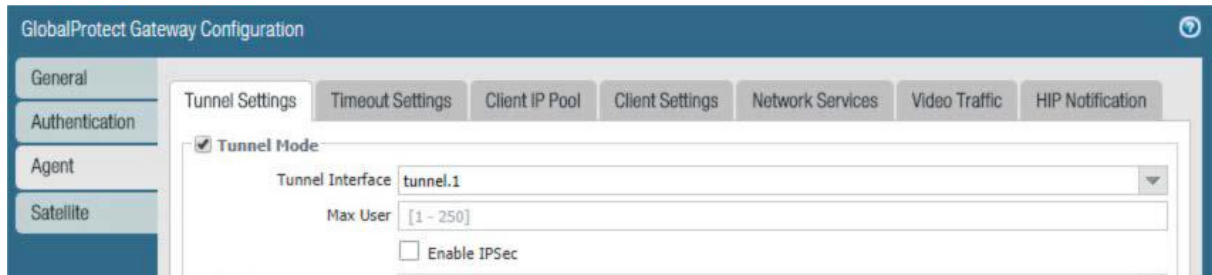 GlobalProtect Gateway Configuration
General
Authentication
Agent
Satellite
Tunnel Settings Timeout Settings Client IP Pool Client Settings Network Services Video Traffic HIP Notification
Tunnel Mode
Tunnel Interface tunnel.1
Max User [1 - 250]
Enable IPSec